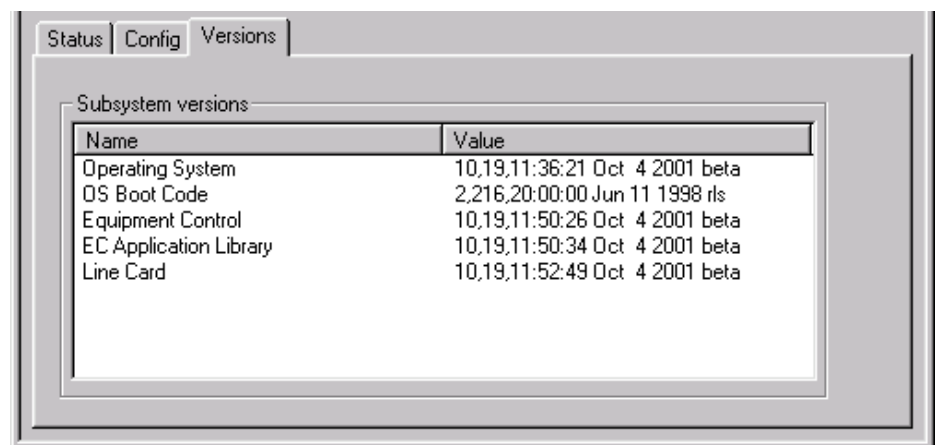 Status Config Versions
Subsystem versions
Name Value
Operating System 10,19,11:36:21 Oct 4 2001 beta
OS Boot Code 2,216,20:00:00 Jun 11 1998 rls
Equipment Control 10,19,11:50:26 Oct 4 2001 beta
EC Application Library 10,19,11:50:34 Oct 4 2001 beta
Line Card 10,19,11:52:49 Oct 4 2001 beta